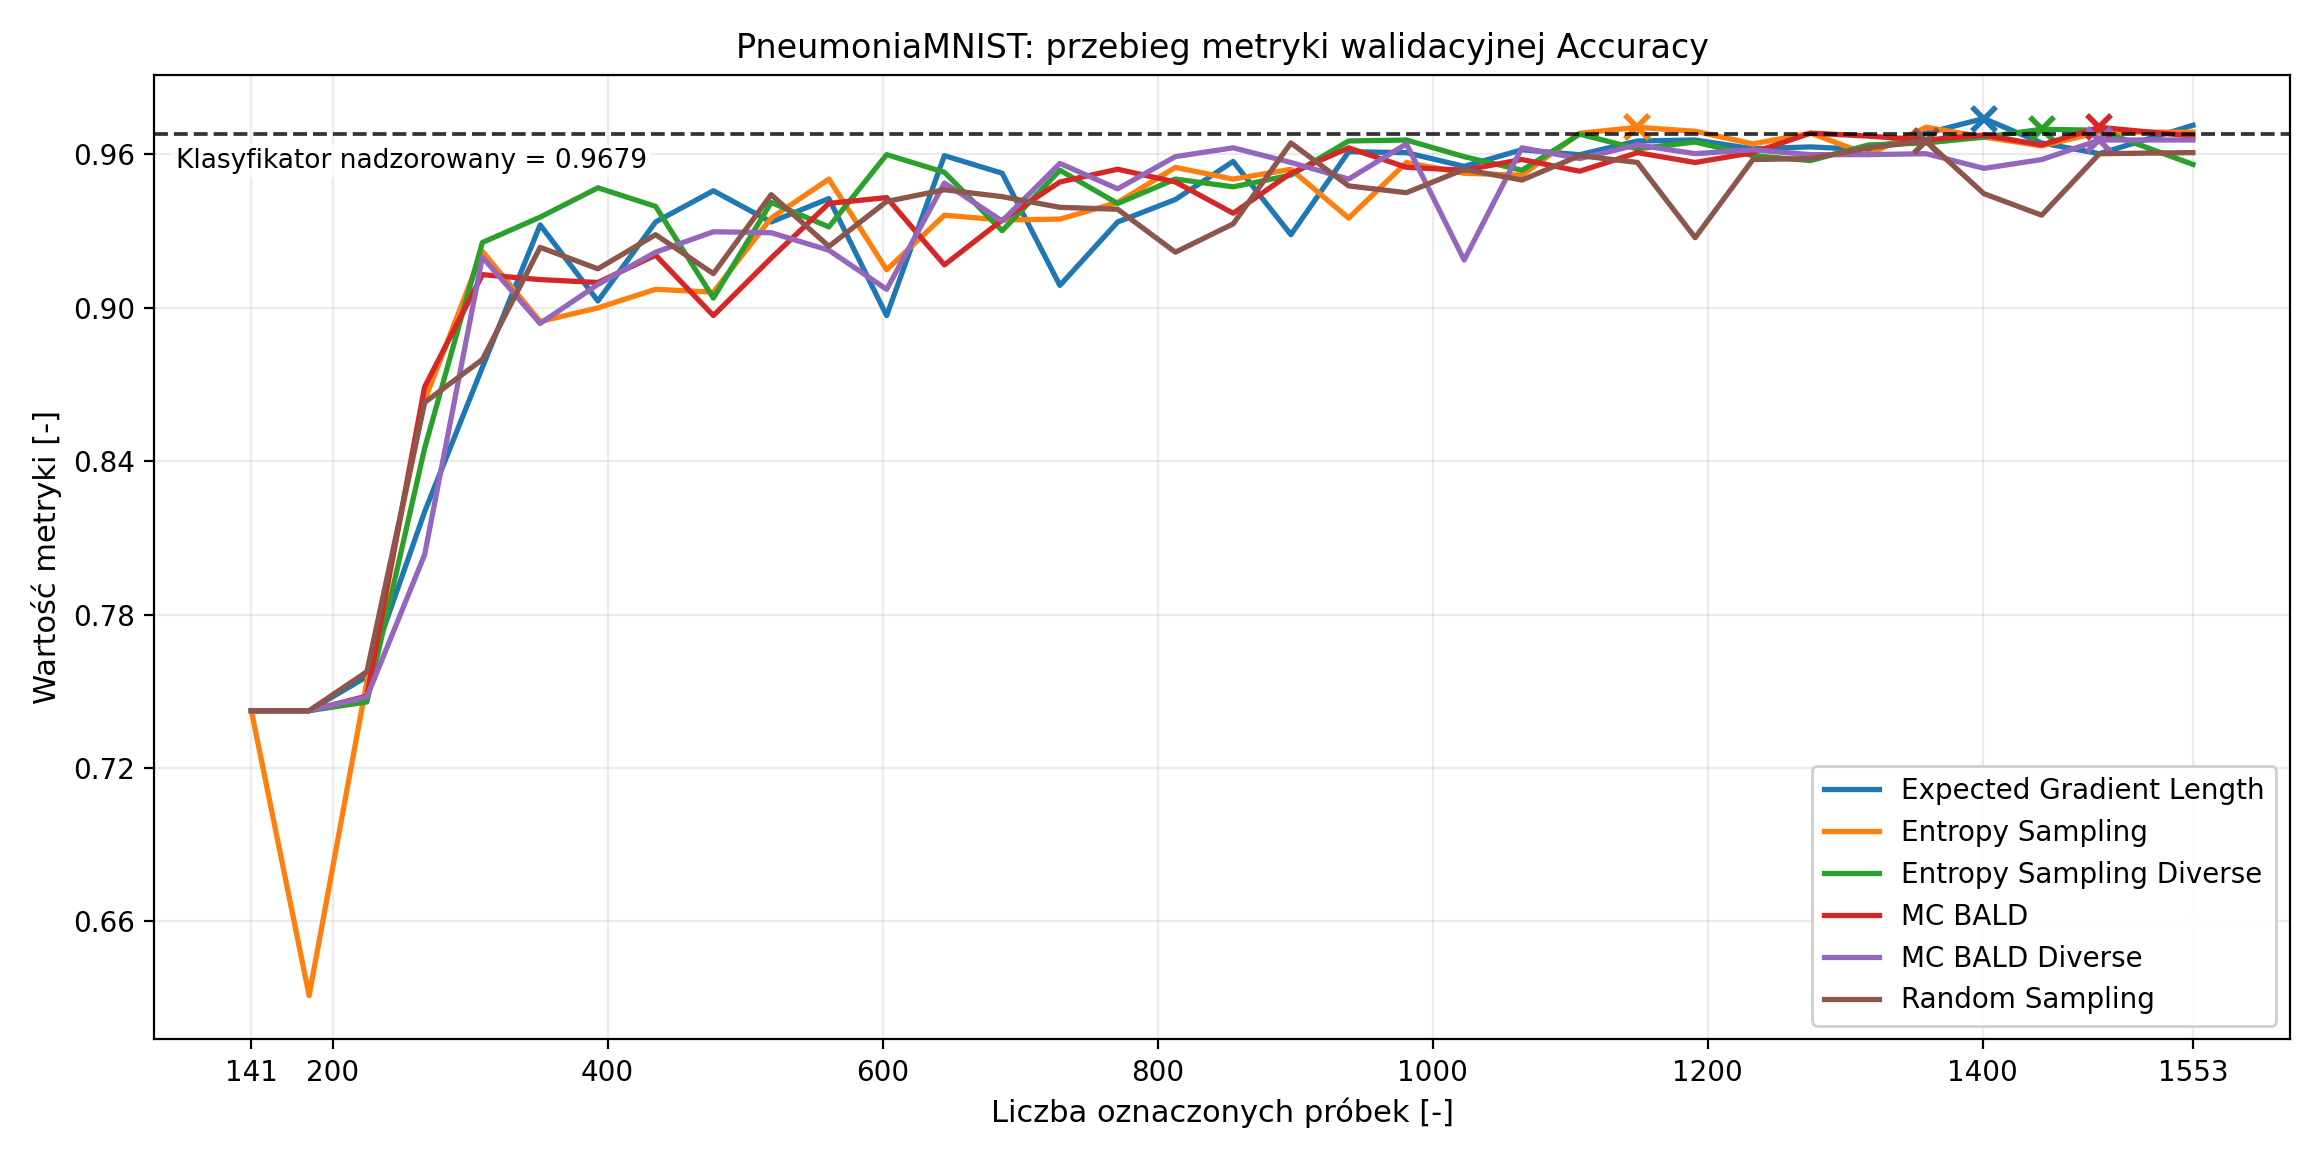 PneumoniaMNIST: przebieg metryki walidacyjnej Accuracy
Wartość metryki [-]
0.96
0.90
0.84
0.78
0.72
0.66
Klasyfikator nadzorowany = 0.9679
Expected Gradient Length
Entropy Sampling
Entropy Sampling Diverse
MC BALD
MC BALD Diverse
Random Sampling
141 200 400 600 800 1000 1200 1400 1553
Liczba oznaczonych próbek [-]